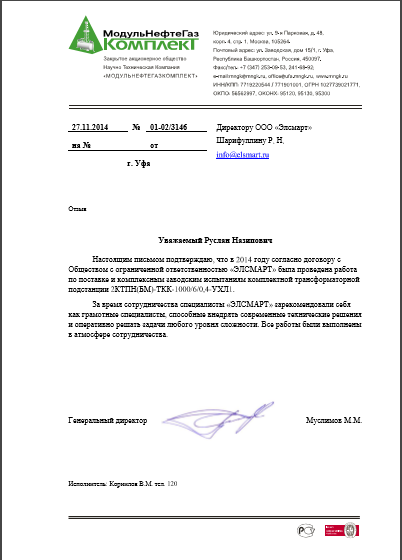 МодульНефтеГаз
Комплект
Закрытое акционерное общество
Научно Техническая Компания
«МОДУЛЬНЕФТЕГАЗКОМПЛЕКТ»
Юридический адрес: ул. 9-я Парковая, д. 48,
корп. 4, стр. 1, Москва, 105264.
Почтовый адрес: ул. Заводская, дом 15/1, г. Уфа,
Республика Башкортостан, Россия, 450097,
Факс/тел.: +7 (347) 253-09-53, 241-68-92,
e-mail:mngk@mngk.ru, office@ufa.mngk.ru, www.mngk.ru
ИНН/КПП: 7719220544 / 771901001, ОГРН 1027739021771,
ОКПО: 56562997, ОКОНХ: 95120, 95130, 95300
27.11.2014 № 01-02/3146
на № от
г. Уфа
Директору ООО «Элсмарт»
Шарифуллину Р, Н,
info@elsmart.ru
Отзыв
Уважаемый Руслан Назипович
Настоящим письмом подтверждаю, что в 2014 году согласно договору с
Обществом с ограниченной ответственностью «ЭЛСМАРТ» была проведена работа
по поставке и комплексным заводским испытаниям комплектной трансформаторной
подстанции 2КТПН(БМ)-ТКК-1000/6/0,4-УХЛ1.
За время сотрудничества специалисты «ЭЛСМАРТ» зарекомендовали себя
как грамотные специалисты, способные внедрять современные технические решения
и оперативно решать задачи любого уровня сложности. Все работы были выполнены
в атмосфере сотрудничества.
Генеральный директор Муслимов М.М.
Исполнитель: Корнилов В.М. тел. 120